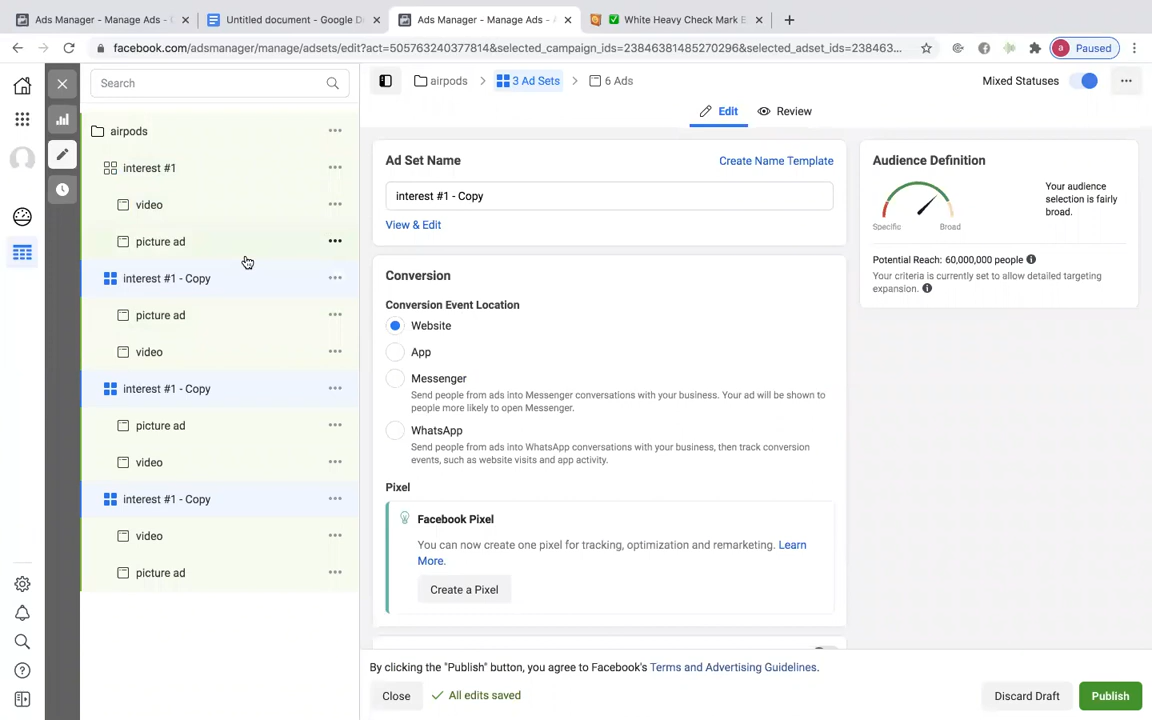 Ads Manager - Manage Ads -
Untitled document - Google D
Ads Manager - Manage Ads -
✅ White Heavy Check Mark E
facebook.com/adsmanager/manage/adsets/edit?act=505763240377814&selected_campaign_ids=23846381485270296&selected_adset_ids=238463...
a Paused
Search
airpods
interest #1
video
picture ad
interest #1 - Copy
picture ad
video
interest #1 - Copy
picture ad
video
interest #1 - Copy
video
picture ad
airpods
3 Ad Sets
6 Ads
Mixed Statuses
Edit
Review
Ad Set Name
Create Name Template
interest #1 - Copy
View & Edit
Conversion
Conversion Event Location
Website
App
Messenger
Send people from ads into Messenger conversations with your business. Your ad will be shown to
people more likely to open Messenger.
WhatsApp
Send people from ads into WhatsApp conversations with your business, then track conversion
events, such as website visits and app activity.
Pixel
Facebook Pixel
You can now create one pixel for tracking, optimization and remarketing. Learn
More.
Create a Pixel
Audience Definition
Specific
Broad
Your audience
selection is fairly
broad.
Potential Reach: 60,000,000 people
Your criteria is currently set to allow detailed targeting
expansion.
By clicking the "Publish" button, you agree to Facebook's Terms and Advertising Guidelines.
Close
All edits saved
Discard Draft
Publish